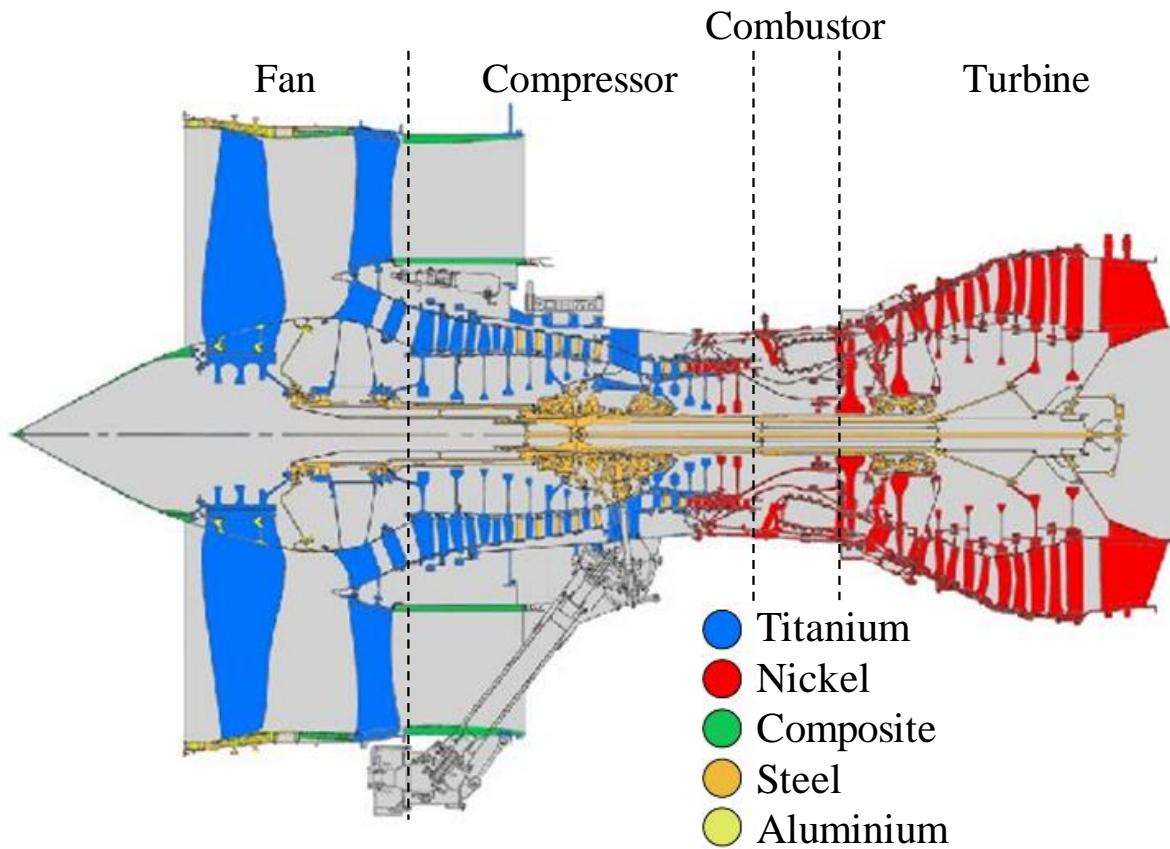 Combustor
Fan
Compressor
Turbine
Titanium
Nickel
Composite
Steel
Aluminium